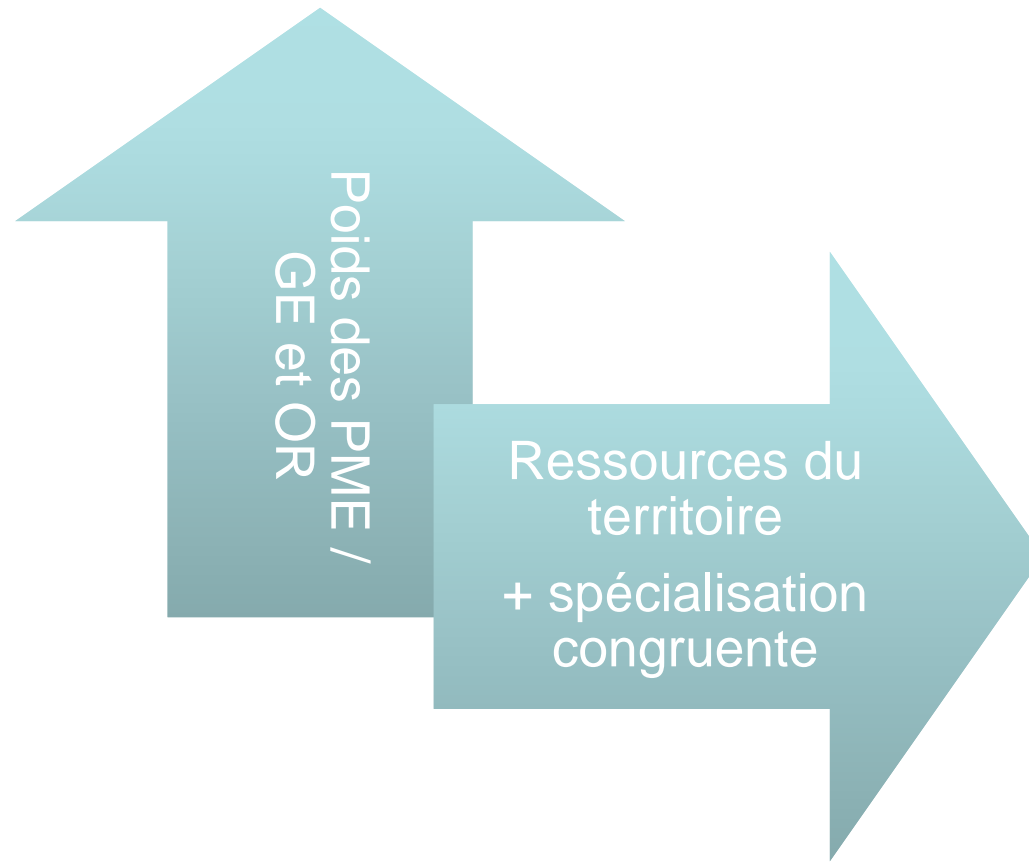 Poids des PME /
GE et OR
Ressources du
territoire
+ spécialisation
congruente